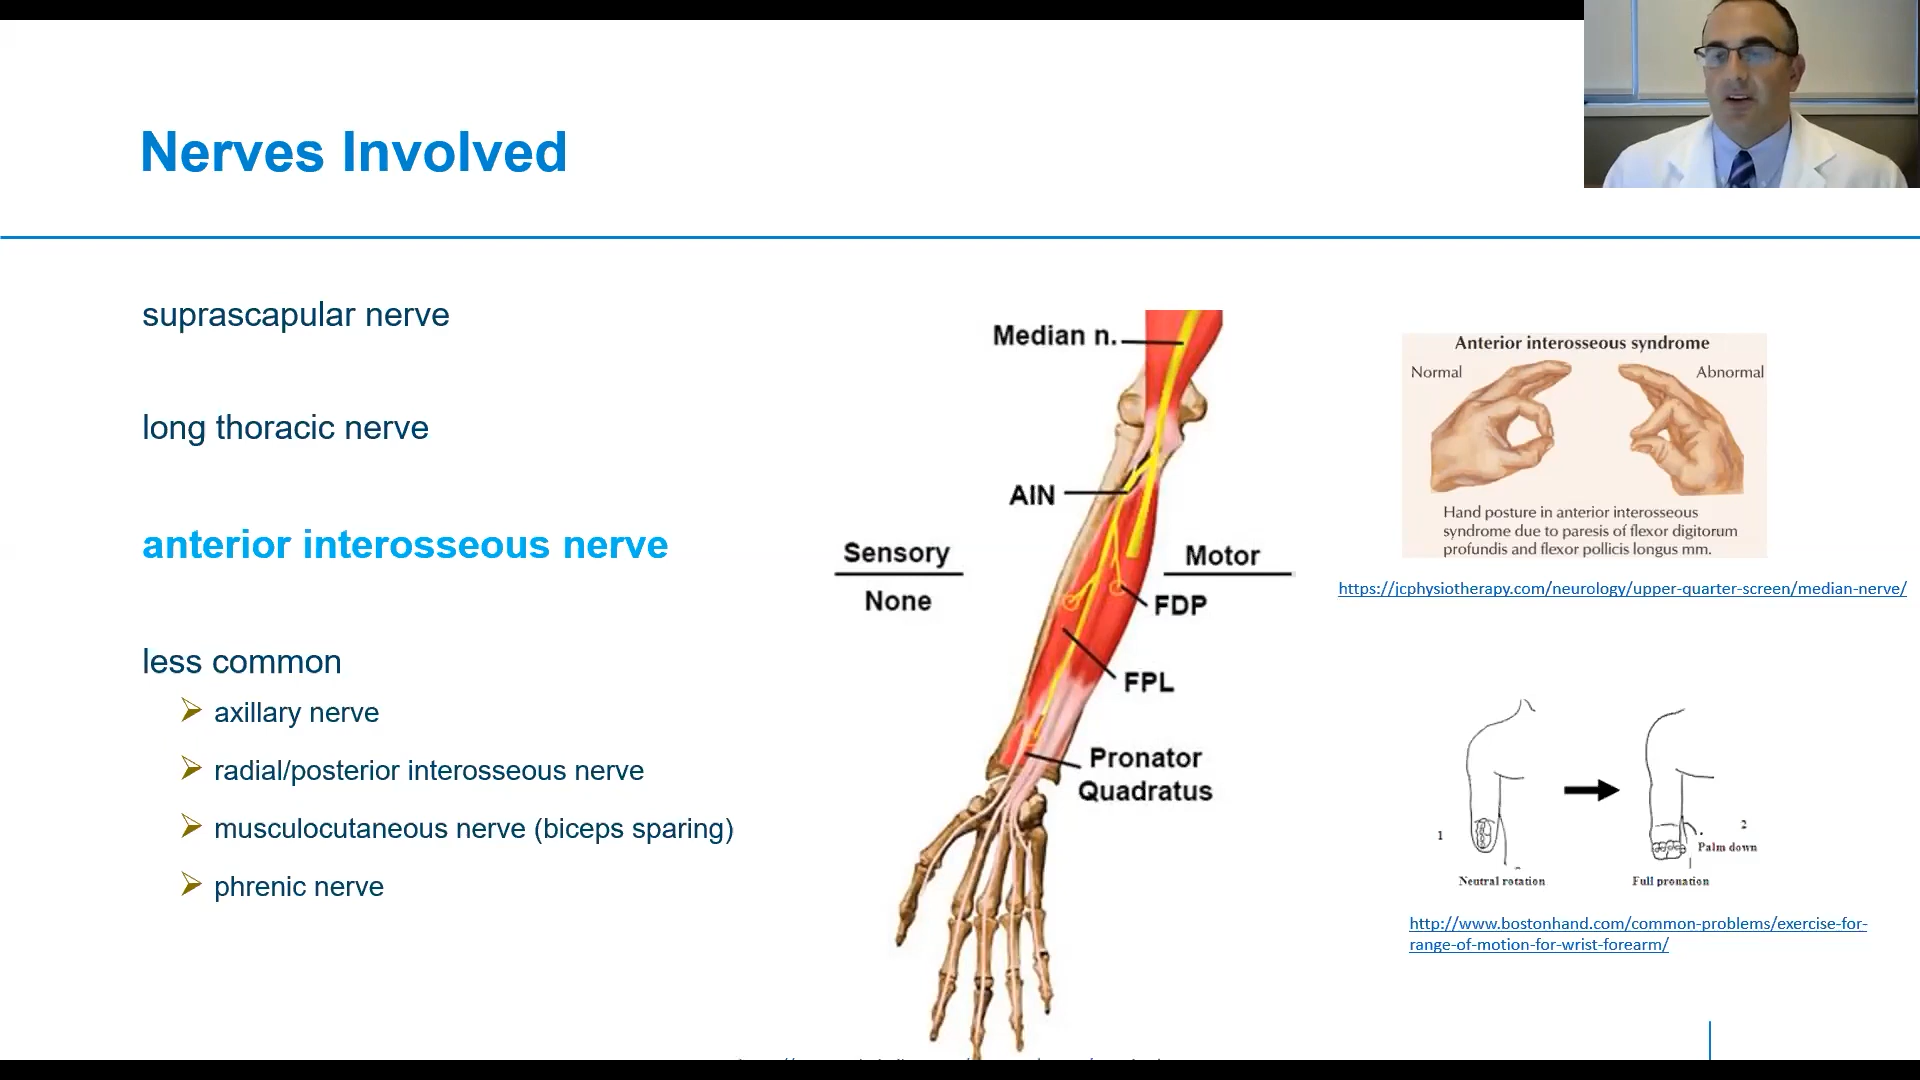 Nerves Involved
suprascapular nerve
long thoracic nerve
anterior interosseous nerve
less common
axillary nerve
radial/posterior interosseous nerve
musculocutaneous nerve (biceps sparing)
phrenic nerve
Median n.
AIN
Sensory
None
Motor
FDP
FPL
Pronator
Quadratus
Anterior interosseous syndrome
Normal
Abnormal
Hand posture in anterior interosseous
syndrome due to paresis of flexor digitorum
profundis and flexor pollicis longus mm.
https://jcphysiotherapy.com/neurology/upper-quarter-screen/median-nerve/
1
2
Palm down
Neutral rotation
Full pronation
http://www.bostonhand.com/common-problems/exercise-for-
range-of-motion-for-wrist-forearm/